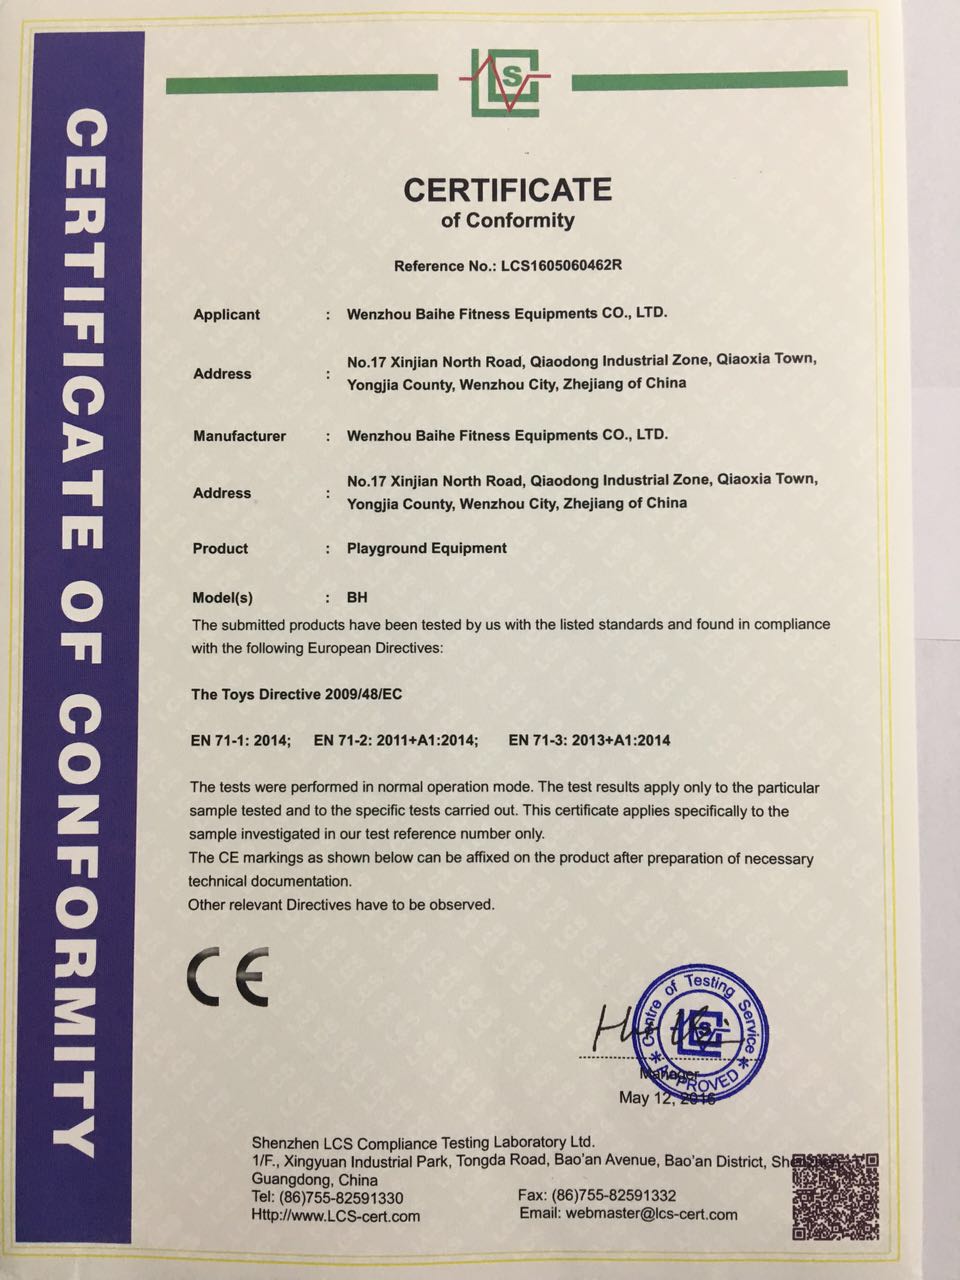 CERTIFICATE OF CONFORMITY
LCS
CERTIFICATE
of Conformity
Reference No.: LCS1605060462R
Applicant : Wenzhou Baihe Fitness Equipments CO., LTD.
Address : No.17 Xinjian North Road, Qiaodong Industrial Zone, Qiaoxia Town,
Yongjia County, Wenzhou City, Zhejiang of China
Manufacturer : Wenzhou Baihe Fitness Equipments CO., LTD.
Address : No.17 Xinjian North Road, Qiaodong Industrial Zone, Qiaoxia Town,
Yongjia County, Wenzhou City, Zhejiang of China
Product : Playground Equipment
Model(s) : BH
The submitted products have been tested by us with the listed standards and found in compliance
with the following European Directives:
The Toys Directive 2009/48/EC
EN 71-1: 2014; EN 71-2: 2011+A1:2014; EN 71-3: 2013+A1:2014
The tests were performed in normal operation mode. The test results apply only to the particular
sample tested and to the specific tests carried out. This certificate applies specifically to the
sample investigated in our test reference number only.
The CE markings as shown below can be affixed on the product after preparation of necessary
technical documentation.
Other relevant Directives have to be observed.
CE
Centre of Testing Service
LCS
* APPROVED *
Manager
May 12, 2016
Shenzhen LCS Compliance Testing Laboratory Ltd.
1/F., Xingyuan Industrial Park, Tongda Road, Bao'an Avenue, Bao'an District, Shenzhen,
Guangdong, China
Tel: (86)755-82591330 Fax: (86)755-82591332
Http://www.LCS-cert.com Email: webmaster@lcs-cert.com